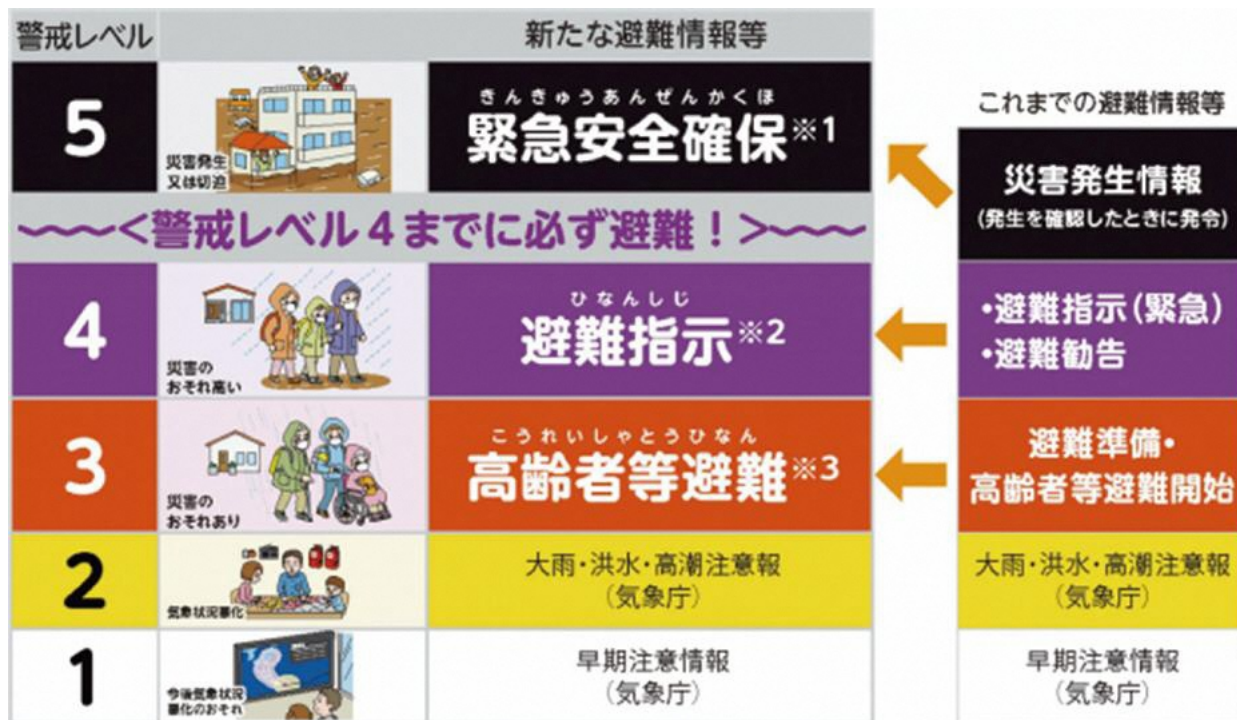 警戒レベル
新たな避難情報等
5
災害発生
又は切迫
きんきゅうあんぜんかくほ
緊急安全確保※1
〜〜〜<警戒レベル4までに必ず避難！>〜〜〜
4
災害の
おそれ高い
ひなんしじ
避難指示※2
3
災害の
おそれあり
こうれいしゃとうひなん
高齢者等避難※3
2
気象状況悪化
大雨・洪水・高潮注意報
(気象庁)
1
今後気象状況
悪化のおそれ
早期注意情報
(気象庁)
これまでの避難情報等
災害発生情報
(発生を確認したときに発令)
・避難指示(緊急)
・避難勧告
避難準備・
高齢者等避難開始
大雨・洪水・高潮注意報
(気象庁)
早期注意情報
(気象庁)